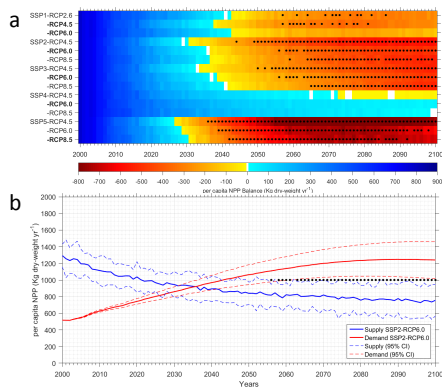 a
SSP1-RCP2.6
-RCP4.5
-RCP6.0
SSP2-RCP4.5
-RCP6.0
-RCP8.5
SSP3-RCP4.5
-RCP6.0
-RCP8.5
SSP4-RCP4.5
-RCP6.0
-RCP8.5
SSP5-RCP4.5
-RCP6.0
-RCP8.5
2000 2010 2020 2030 2040 2050 2060 2070 2080 2090 2100
-800 -700 -600 -500 -400 -300 -200 -100 0 100 200 300 400 500 600 700 800 900
per capita NPP Balance (Kg dry-weight yr⁻¹)
b
per capita NPP (Kg dry-weight yr⁻¹)
2000
1800
1600
1400
1200
1000
800
600
400
200
0
Supply SSP2-RCP6.0
Demand SSP2-RCP6.0
Supply (95% CI)
Demand (95% CI)
2000 2010 2020 2030 2040 2050 2060 2070 2080 2090 2100
Years